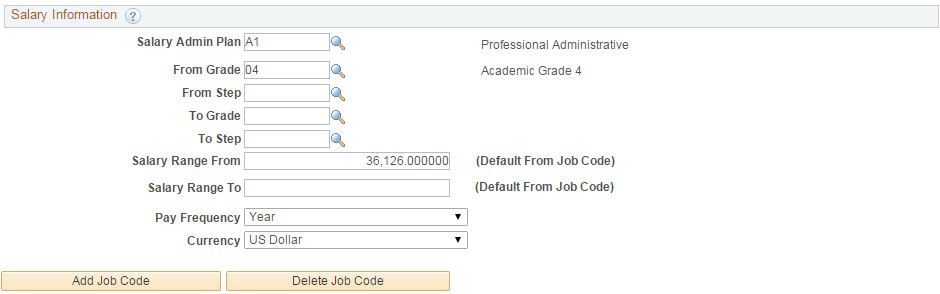 Salary Information ?
Salary Admin Plan A1 Professional Administrative
From Grade 04 Academic Grade 4
From Step
To Grade
To Step
Salary Range From 36,126.000000 (Default From Job Code)
Salary Range To (Default From Job Code)
Pay Frequency Year
Currency US Dollar
Add Job Code Delete Job Code